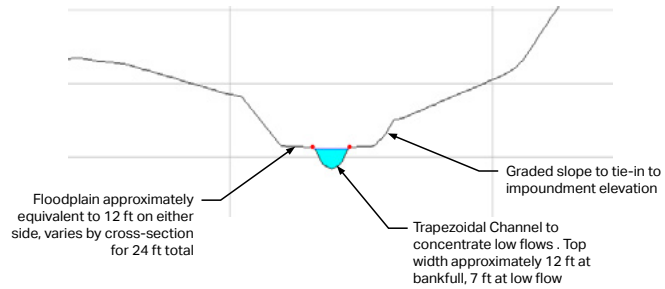 Graded slope to tie-in to
impoundment elevation
Floodplain approximately
equivalent to 12 ft on either
side, varies by cross-section
for 24 ft total
Trapezoidal Channel to
concentrate low flows . Top
width approximately 12 ft at
bankfull, 7 ft at low flow